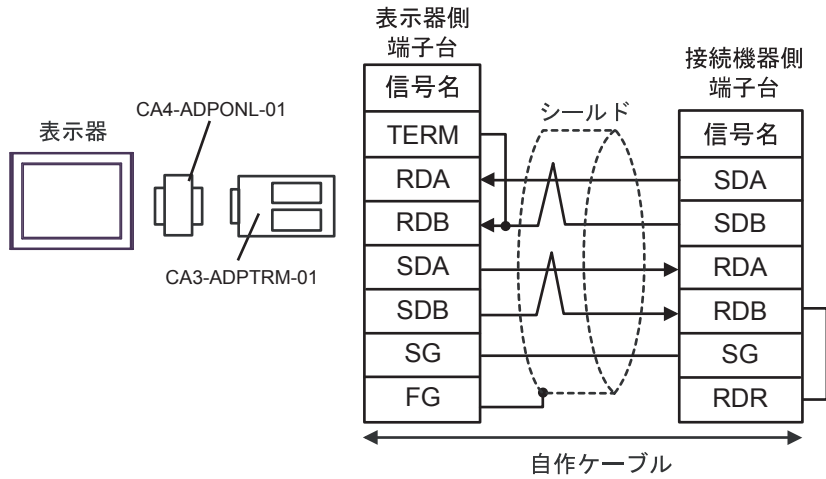 表示器
CA4-ADPONL-01
CA3-ADPTRM-01
表示器側
端子台
信号名
TERM
RDA
RDB
SDA
SDB
SG
FG
シールド
接続機器側
端子台
信号名
SDA
SDB
RDA
RDB
SG
RDR
自作ケーブル